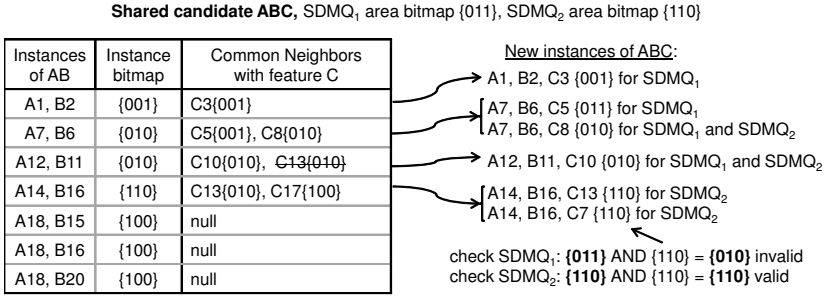 Shared candidate ABC, SDMQ1 area bitmap {011}, SDMQ2 area bitmap {110}
Instances of AB | Instance bitmap | Common Neighbors with feature C
A1, B2 | {001} | C3{001}
A7, B6 | {010} | C5{001}, C8{010}
A12, B11 | {010} | C10{010}, C13{010}
A14, B16 | {110} | C13{010}, C17{100}
A18, B15 | {100} | null
A18, B16 | {100} | null
A18, B20 | {100} | null
New instances of ABC:
A1, B2, C3 {001} for SDMQ1
A7, B6, C5 {011} for SDMQ1
A7, B6, C8 {010} for SDMQ1 and SDMQ2
A12, B11, C10 {010} for SDMQ1 and SDMQ2
A14, B16, C13 {110} for SDMQ2
A14, B16, C7 {110} for SDMQ2
check SDMQ1: {011} AND {110} = {010} invalid
check SDMQ2: {110} AND {110} = {110} valid